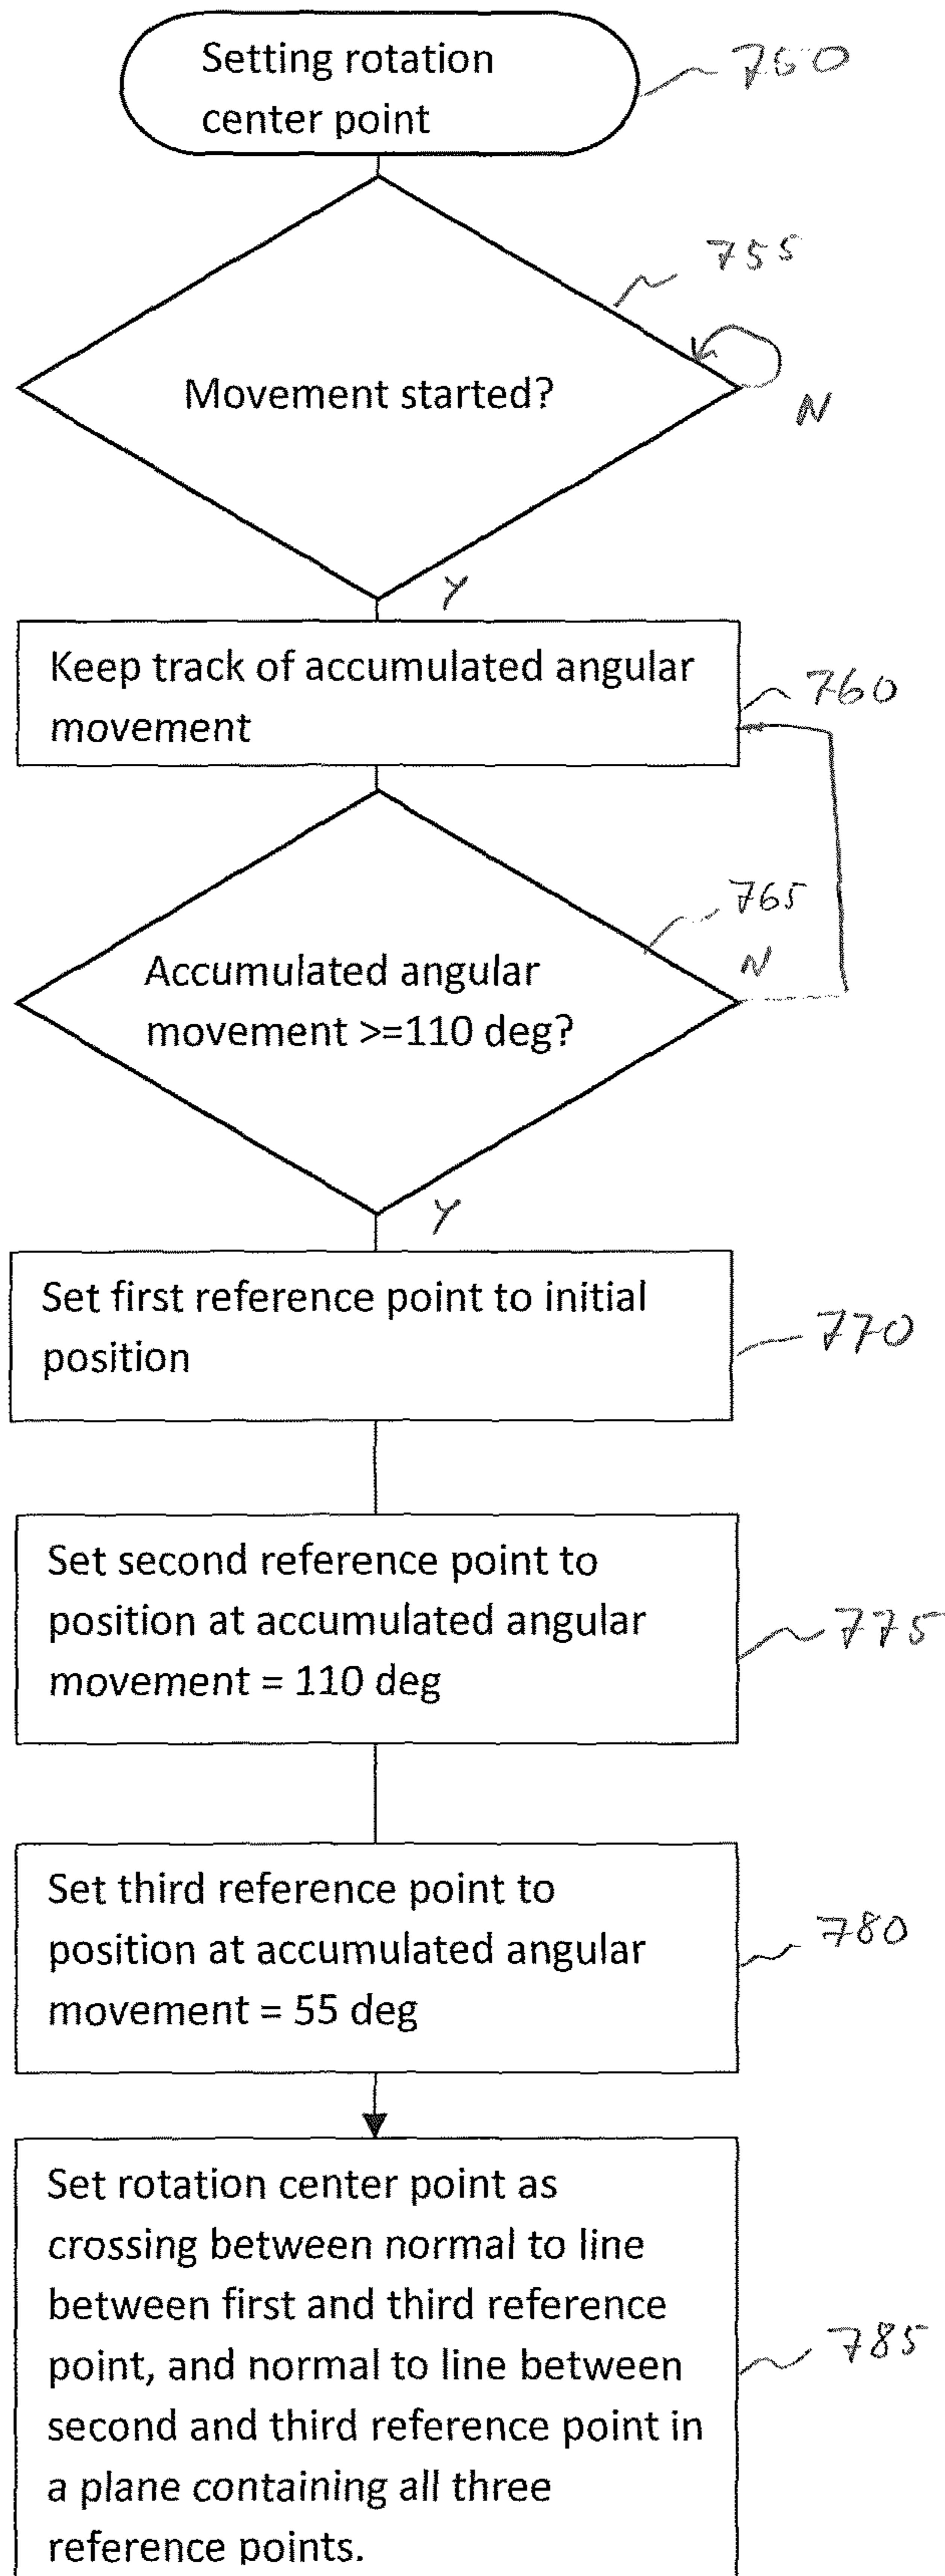 Setting rotation
center point
750
755
Movement started?
N
Y
Keep track of accumulated angular
movement
760
765
N
Accumulated angular
movement >=110 deg?
Y
Set first reference point to initial
position
770
Set second reference point to
position at accumulated angular
movement = 110 deg
775
Set third reference point to
position at accumulated angular
movement = 55 deg
780
Set rotation center point as
crossing between normal to line
between first and third reference
point, and normal to line between
second and third reference point in
a plane containing all three
reference points.
785